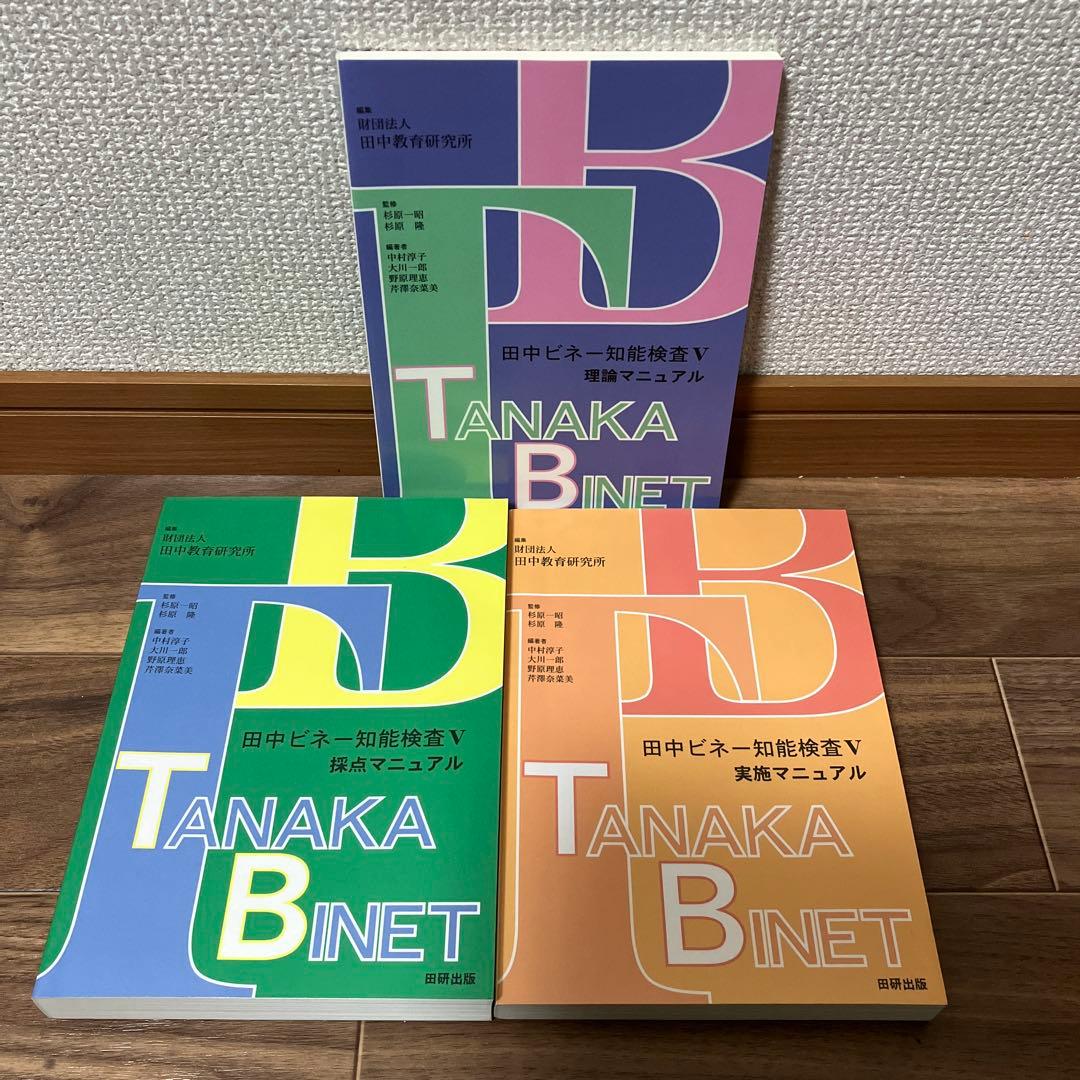 編集
財団法人
田中教育研究所
監修
杉原一昭
杉原 隆
編著者
中村淳子
大川一郎
野原理恵
芹澤奈菜美
田中ビネー知能検査V
理論マニュアル
TANAKA
BINET
TB
編集
財団法人
田中教育研究所
監修
杉原一昭
杉原 隆
編著者
中村淳子
大川一郎
野原理恵
芹澤奈菜美
田中ビネー知能検査V
採点マニュアル
TANAKA
BINET
田研出版
TB
編集
財団法人
田中教育研究所
監修
杉原一昭
杉原 隆
編著者
中村淳子
大川一郎
野原理恵
芹澤奈菜美
田中ビネー知能検査V
実施マニュアル
TANAKA
BINET
田研出版
TB